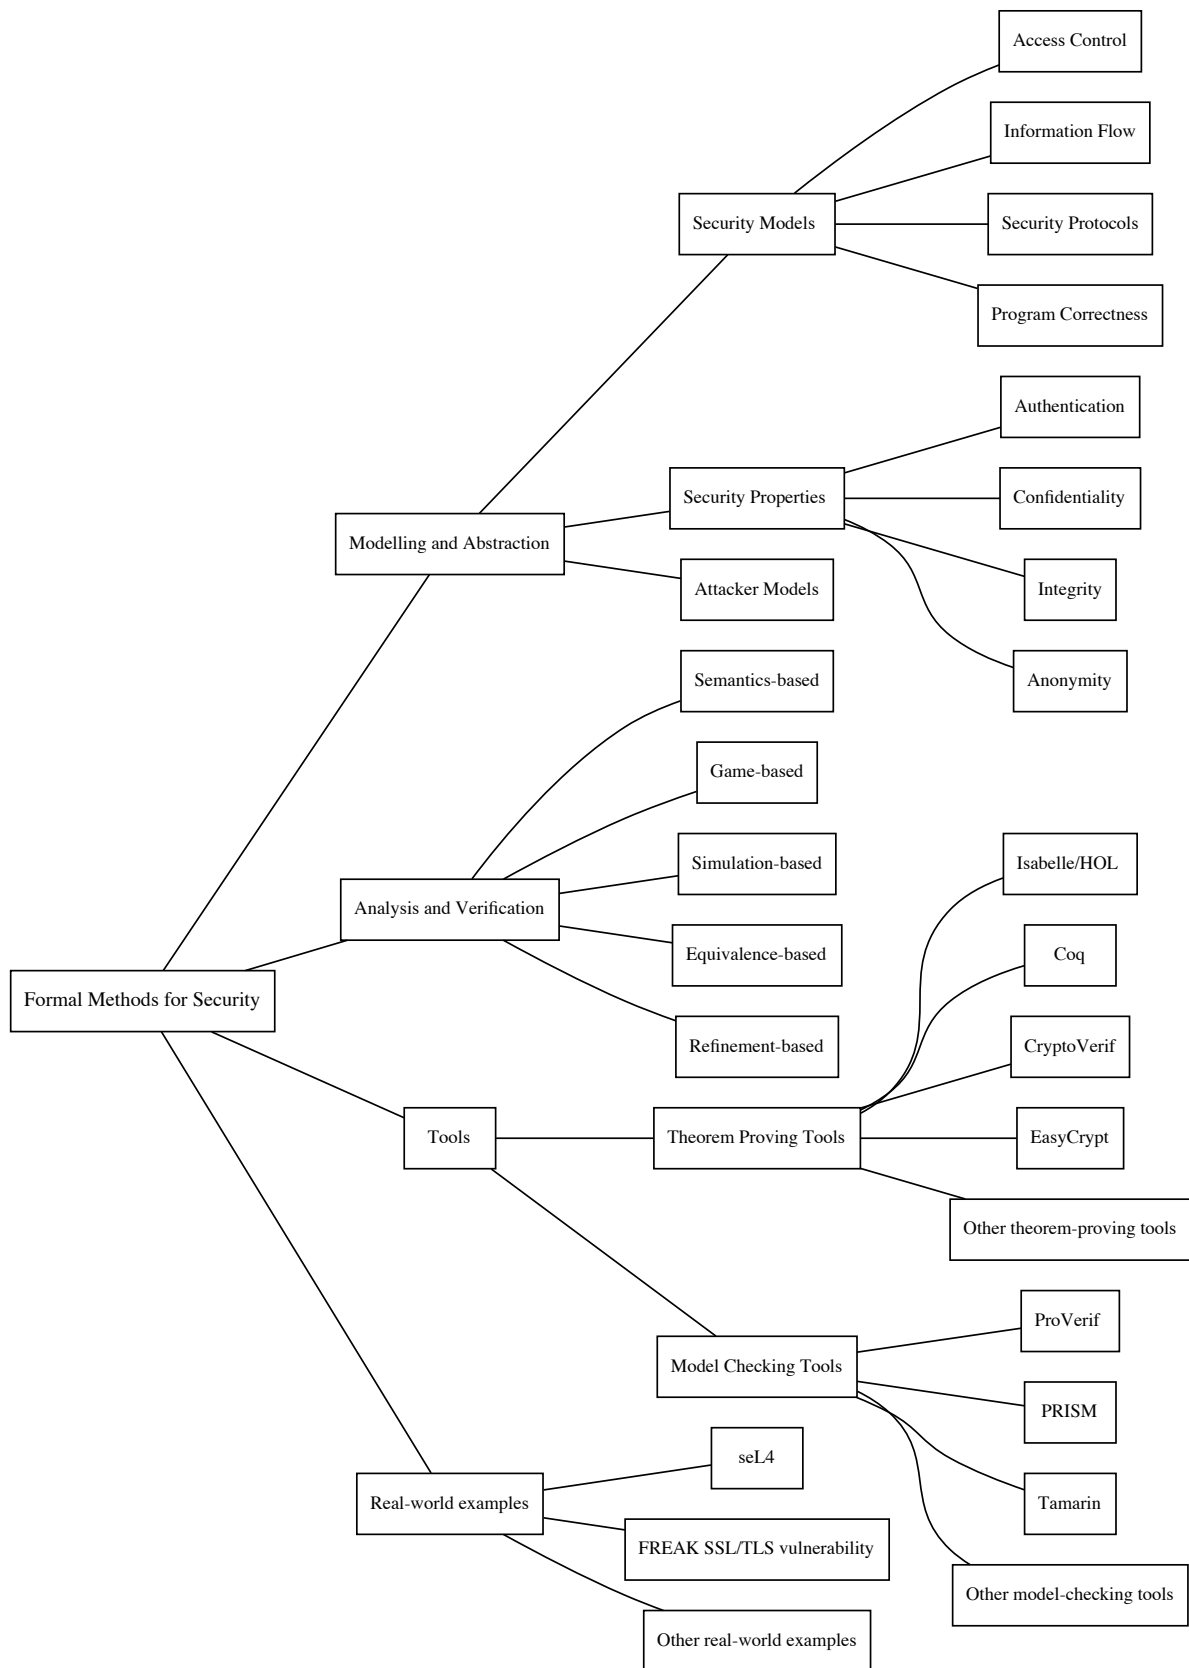 Access Control
Information Flow
Security Models
Security Protocols
Program Correctness
Authentication
Security Properties
Confidentiality
Modelling and Abstraction
Attacker Models
Integrity
Semantics-based
Anonymity
Game-based
Simulation-based
Isabelle/HOL
Analysis and Verification
Equivalence-based
Coq
Formal Methods for Security
Refinement-based
CryptoVerif
Tools
Theorem Proving Tools
EasyCrypt
Other theorem-proving tools
ProVerif
Model Checking Tools
PRISM
seL4
Real-world examples
Tamarin
FREAK SSL/TLS vulnerability
Other model-checking tools
Other real-world examples